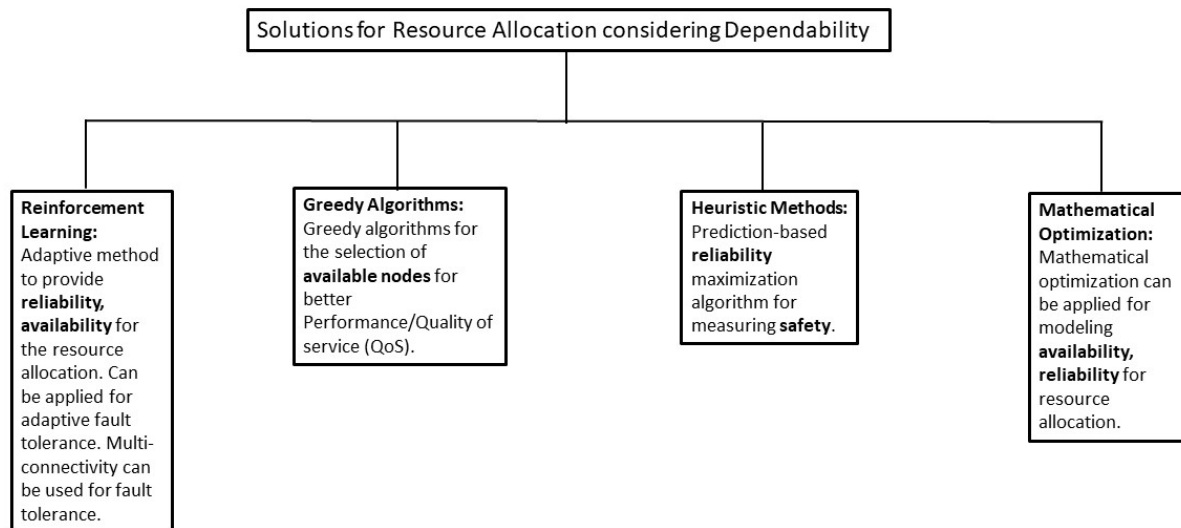 Solutions for Resource Allocation considering Dependability
Reinforcement
Learning:
Adaptive method
to provide
reliability,
availability for
the resource
allocation. Can
be applied for
adaptive fault
tolerance. Multi-
connectivity can
be used for fault
tolerance.
Greedy Algorithms:
Greedy algorithms for
the selection of
available nodes for
better
Performance/Quality of
service (QoS).
Heuristic Methods:
Prediction-based
reliability
maximization
algorithm for
measuring safety.
Mathematical
Optimization:
Mathematical
optimization can
be applied for
modeling
availability,
reliability for
resource
allocation.